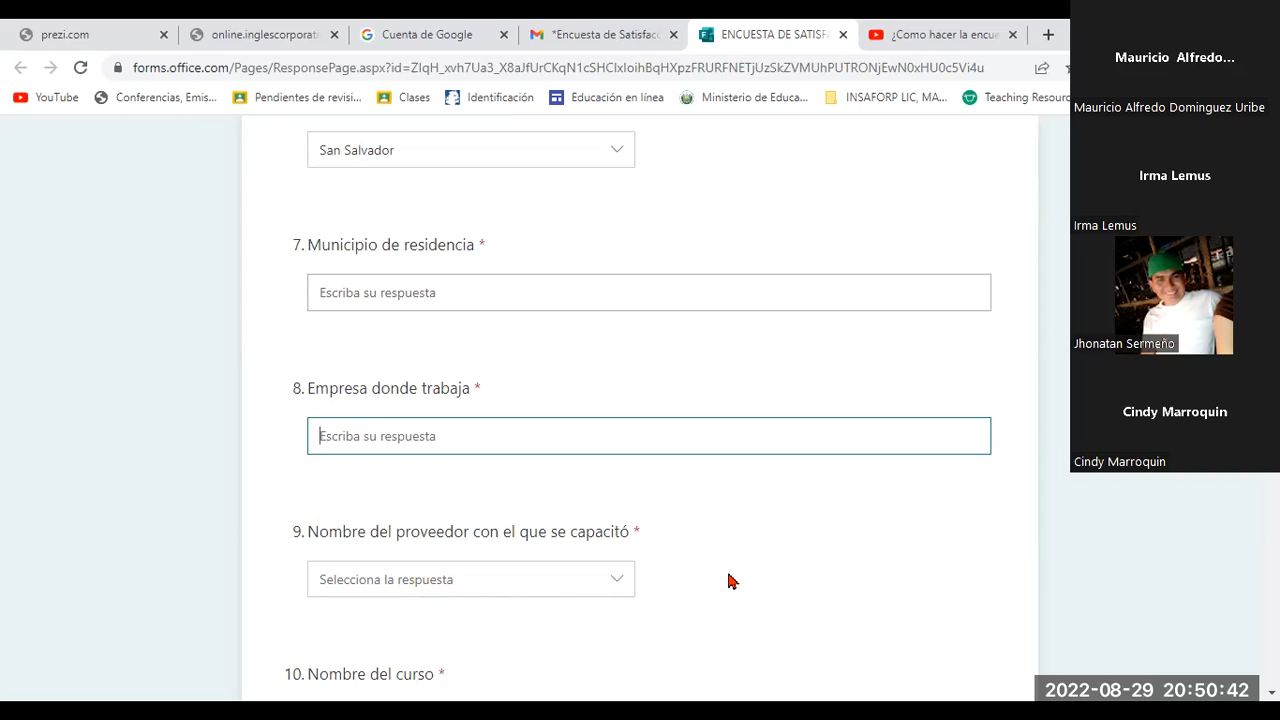 prezi.com
online.inglescorporati
Cuenta de Google
*Encuesta de Satisfacc
ENCUESTA DE SATISFA
¿Como hacer la encue
forms.office.com/Pages/ResponsePage.aspx?id=ZIqH_xvh7Ua3_X8aJfUrCKqN1cSHClxIoihBqHXpzFRURFNETjUzSkZVMUhPUTRONjEwN0xHU0c5Vi4u
YouTube
Conferencias, Emis...
Pendientes de revisi...
Clases
Identificación
Educación en línea
Ministerio de Educa...
INSAFORP LIC, MA...
Teaching Resourc
San Salvador
7. Municipio de residencia *
Escriba su respuesta
8. Empresa donde trabaja *
Escriba su respuesta
9. Nombre del proveedor con el que se capacitó *
Selecciona la respuesta
10. Nombre del curso *
Mauricio Alfredo...
Mauricio Alfredo Dominguez Uribe
Irma Lemus
Irma Lemus
Jhonatan Sermeño
Cindy Marroquin
Cindy Marroquin
2022-08-29 20:50:42